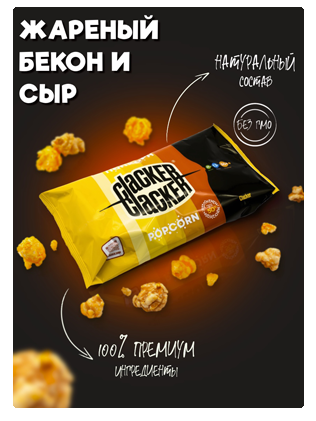 ЖАРЕНЫЙ
БЕКОН И
СЫР
НАТУРАЛЬНЫЙ
СОСТАВ
БЕЗ ГМО
CLACKER
CLACKER
POPCORN
100% ПРЕМИУМ
ИНГРЕДИЕНТЫ